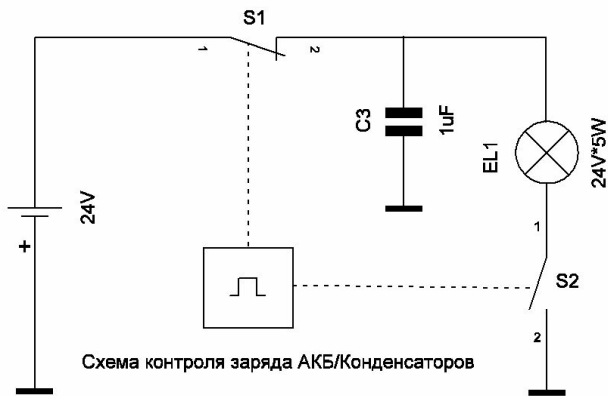 S1
1
2
C3
1uF
EL1
24V*5W
24V
+
1
S2
2
Схема контроля заряда АКБ/Конденсаторов